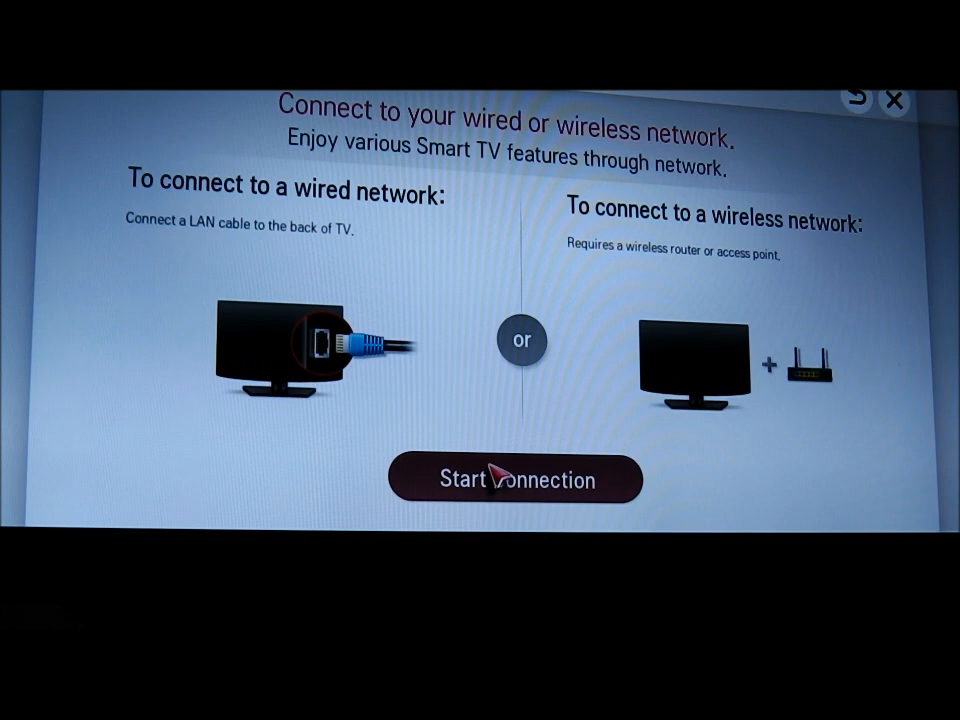 Connect to your wired or wireless network.
Enjoy various Smart TV features through network.
To connect to a wired network:
Connect a LAN cable to the back of TV.
To connect to a wireless network:
Requires a wireless router or access point.
or
Start onnection